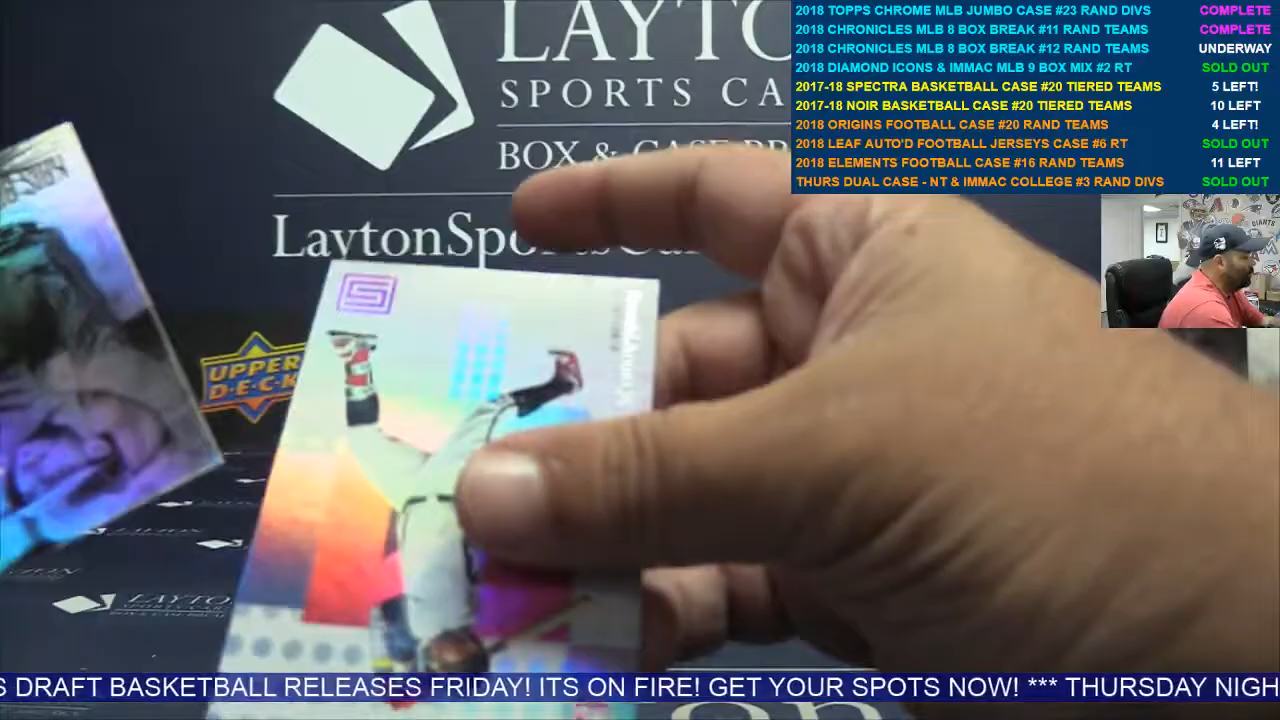 LAYTO
SPORTS CA
BOX & CASE BR
LaytonSpo
UPPER
D·E·C·K
LAYTO
SPORTS CAR
2018 TOPPS CHROME MLB JUMBO CASE #23 RAND DIVS COMPLETE
2018 CHRONICLES MLB 8 BOX BREAK #11 RAND TEAMS COMPLETE
2018 CHRONICLES MLB 8 BOX BREAK #12 RAND TEAMS UNDERWAY
2018 DIAMOND ICONS & IMMAC MLB 9 BOX MIX #2 RT SOLD OUT
2017-18 SPECTRA BASKETBALL CASE #20 TIERED TEAMS 5 LEFT!
2017-18 NOIR BASKETBALL CASE #20 TIERED TEAMS 10 LEFT
2018 ORIGINS FOOTBALL CASE #20 RAND TEAMS 4 LEFT!
2018 LEAF AUTO'D FOOTBALL JERSEYS CASE #6 RT SOLD OUT
2018 ELEMENTS FOOTBALL CASE #16 RAND TEAMS 11 LEFT
THURS DUAL CASE - NT & IMMAC COLLEGE #3 RAND DIVS SOLD OUT
GIANTS
S DRAFT BASKETBALL RELEASES FRIDAY! ITS ON FIRE! GET YOUR SPOTS NOW! *** THURSDAY NIGH